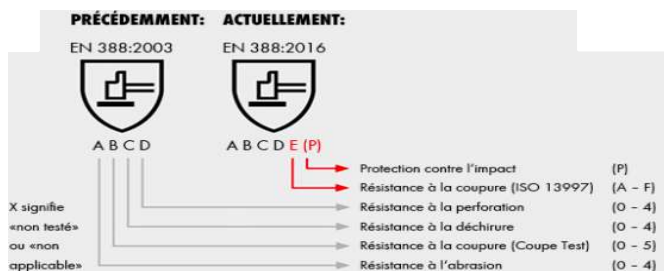 PRÉCÉDEMMENT: ACTUELLEMENT:
EN 388:2003 EN 388:2016
A B C D A B C D E (P)
Protection contre l'impact (P)
Résistance à la coupure (ISO 13997) (A – F)
X signifie Résistance à la perforation (0 – 4)
«non testé» Résistance à la déchirure (0 – 4)
ou «non Résistance à la coupure (Coupe Test) (0 – 5)
applicable» Résistance à l'abrasion (0 – 4)